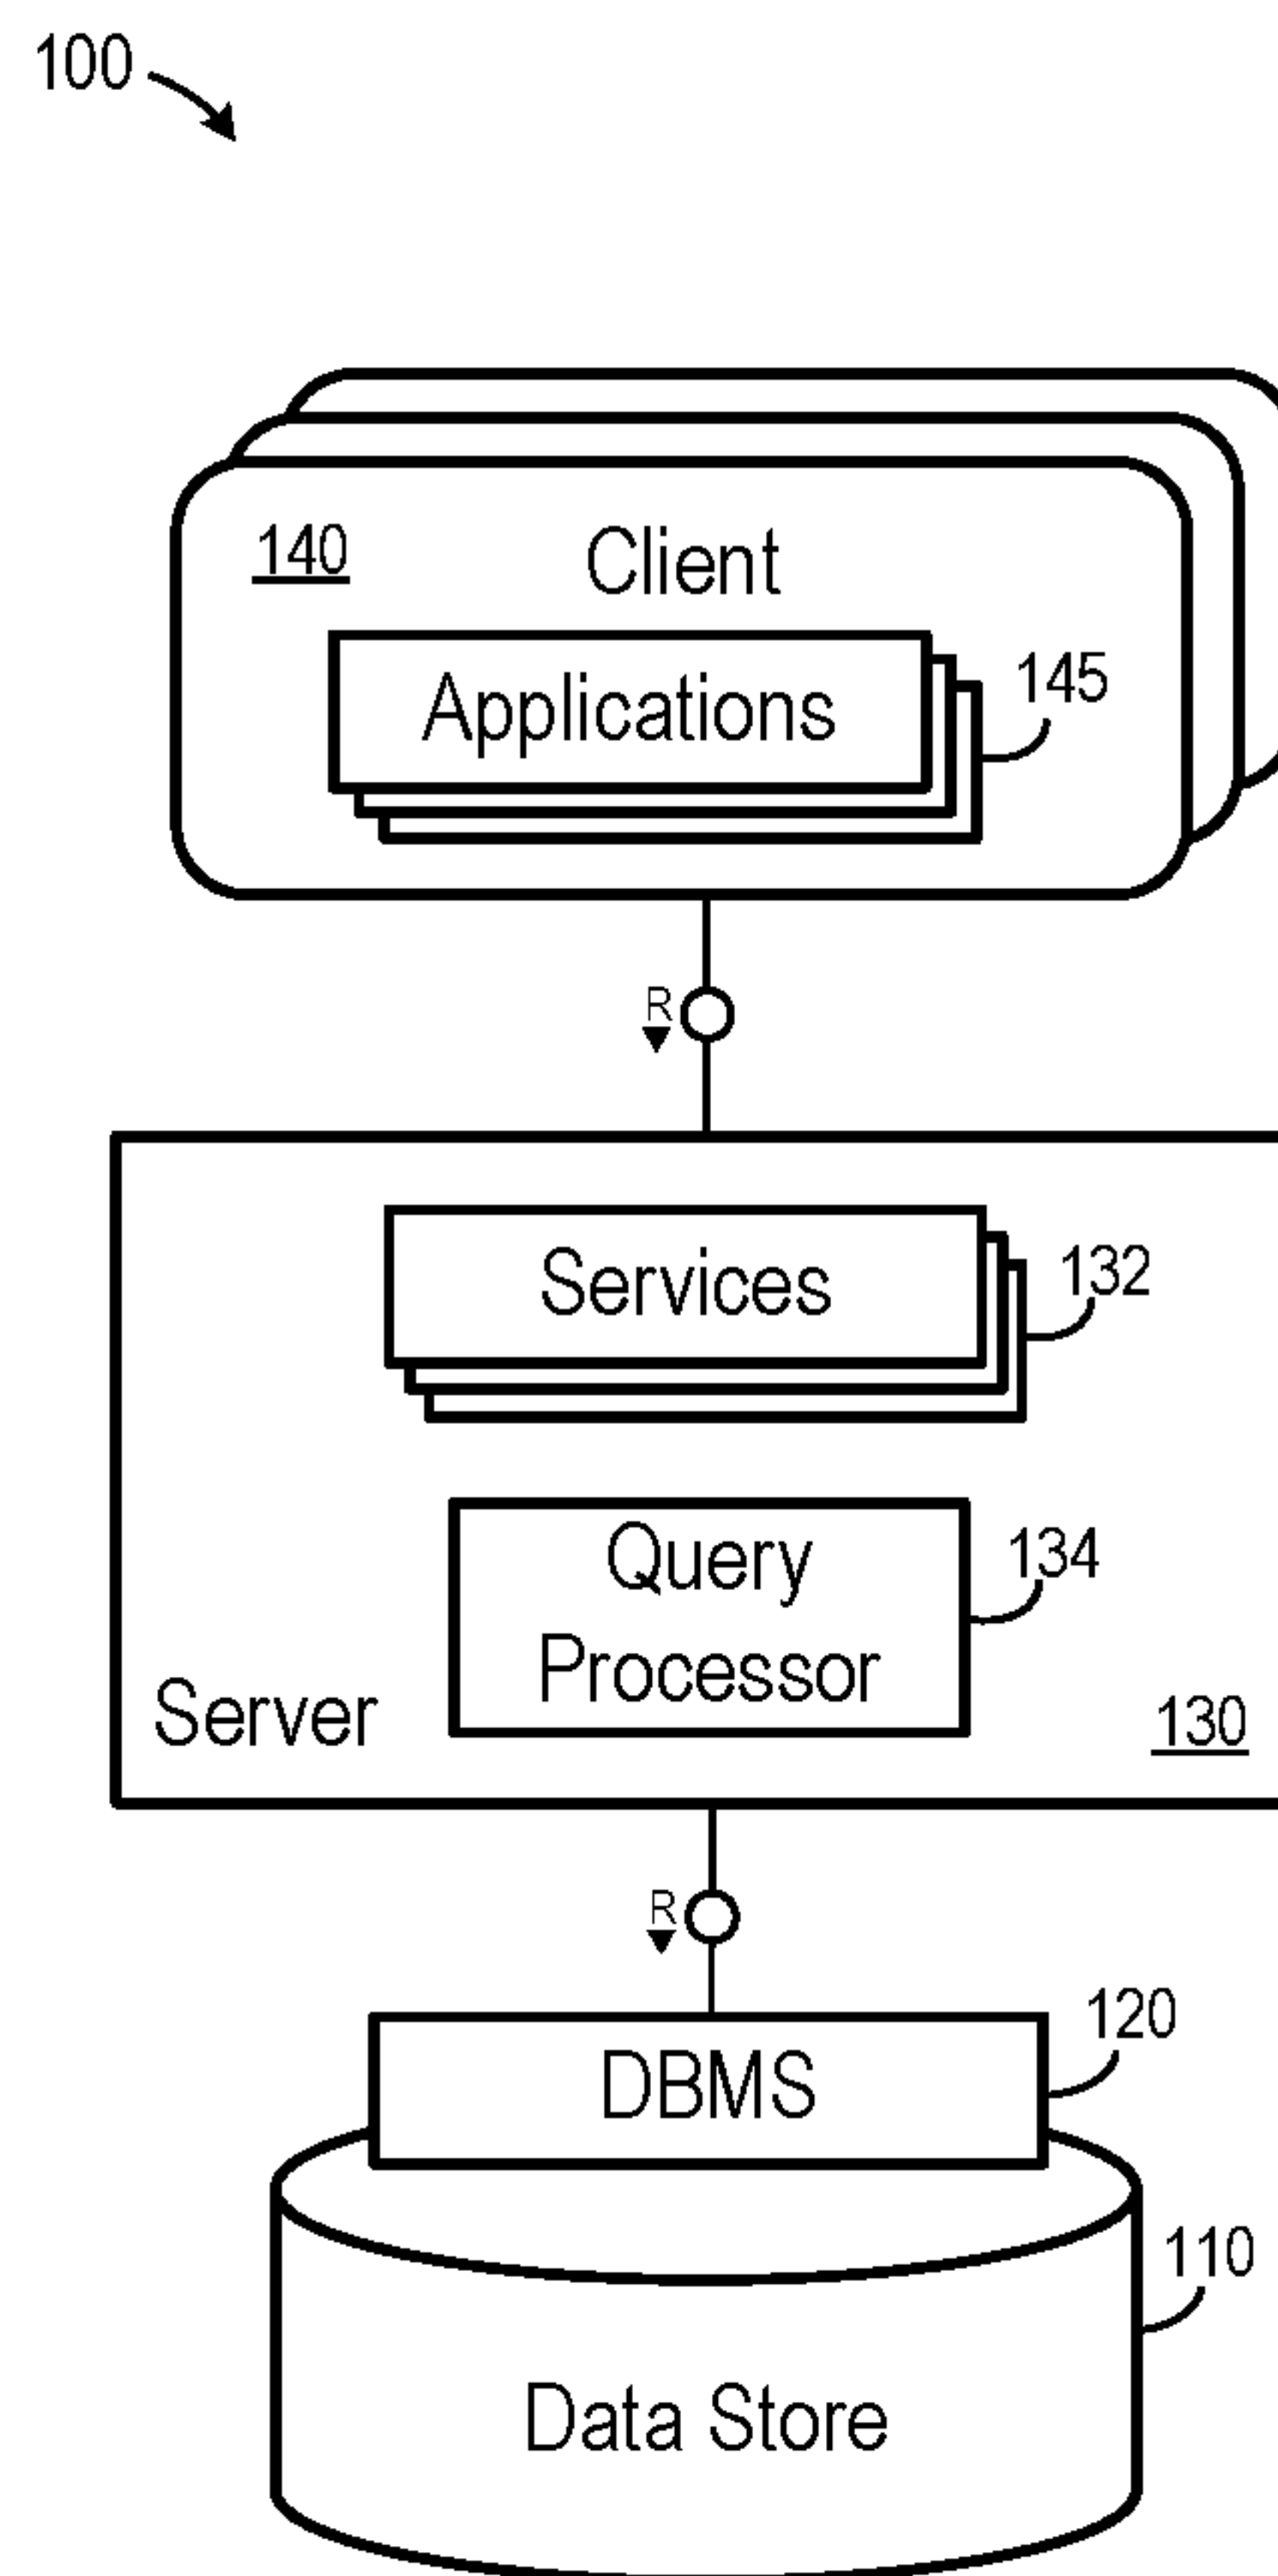 100
140
Client
Applications
145
R
Services
132
Query
Processor
134
Server
130
R
DBMS
120
110
Data Store